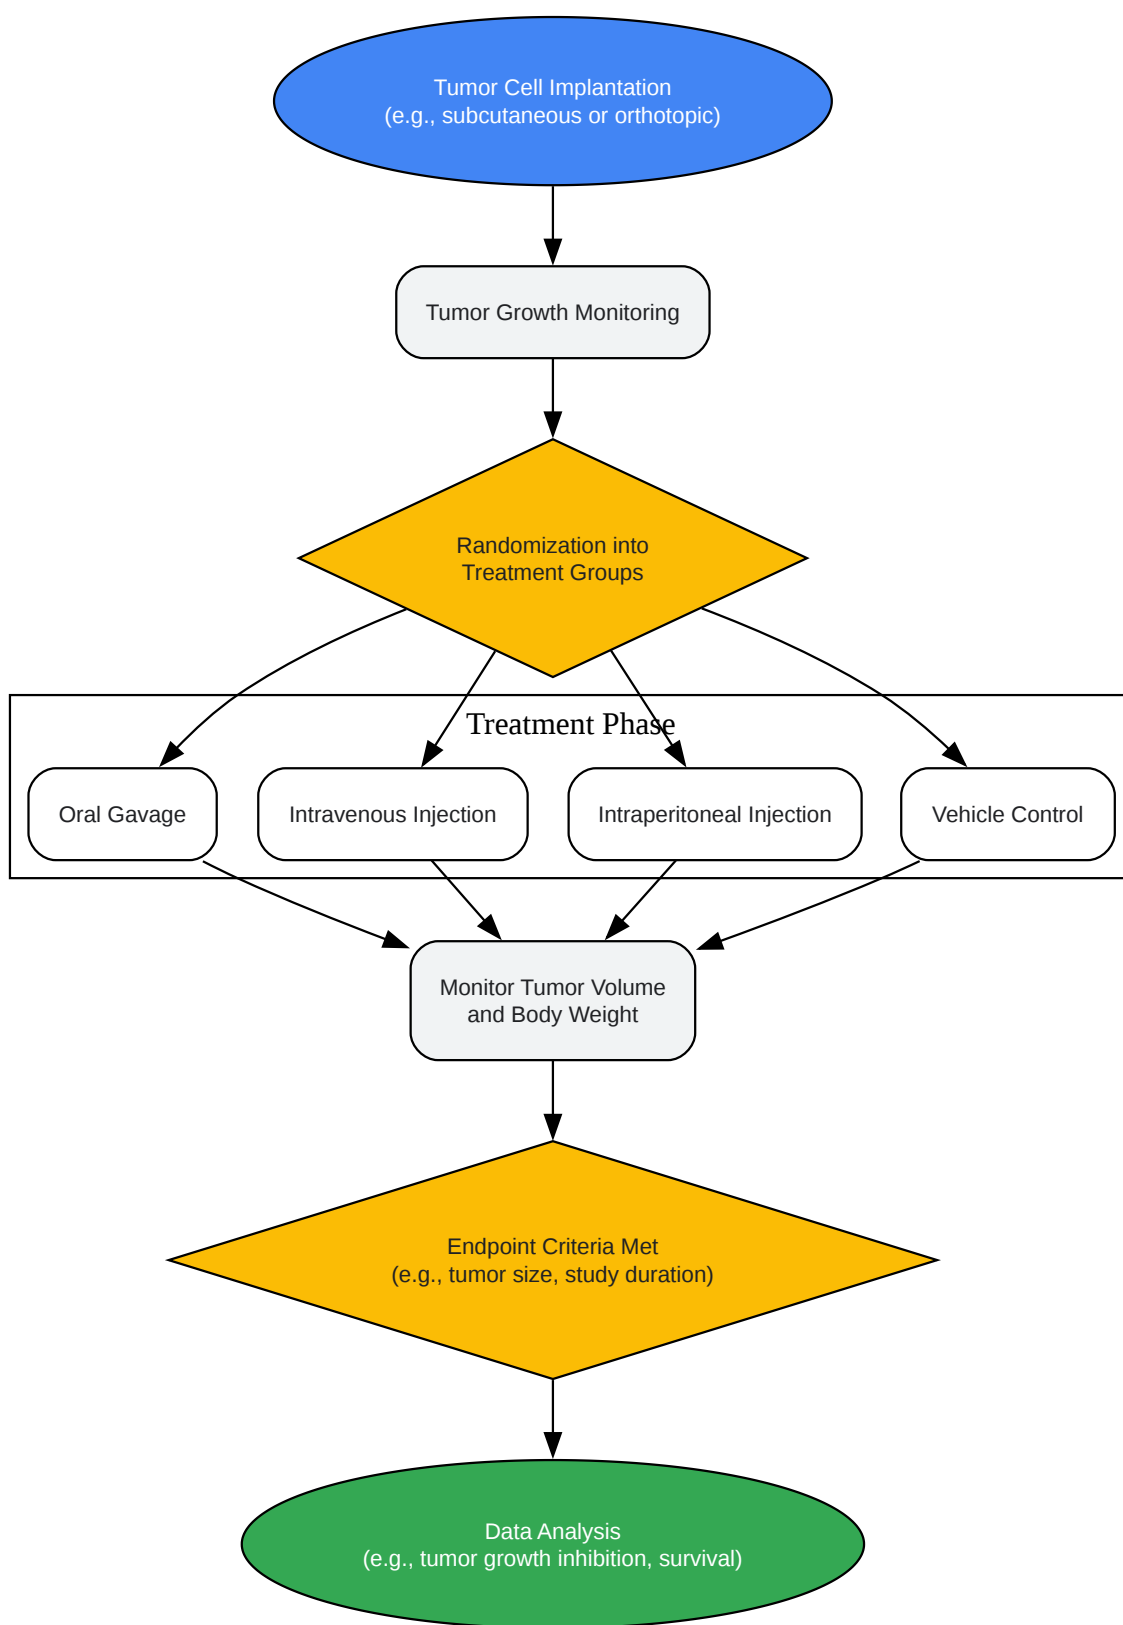 Tumor Cell Implantation
(e.g., subcutaneous or orthotopic)
Tumor Growth Monitoring
Randomization into
Treatment Groups
Treatment Phase
Oral Gavage
Intravenous Injection
Intraperitoneal Injection
Vehicle Control
Monitor Tumor Volume
and Body Weight
Endpoint Criteria Met
(e.g., tumor size, study duration)
Data Analysis
(e.g., tumor growth inhibition, survival)